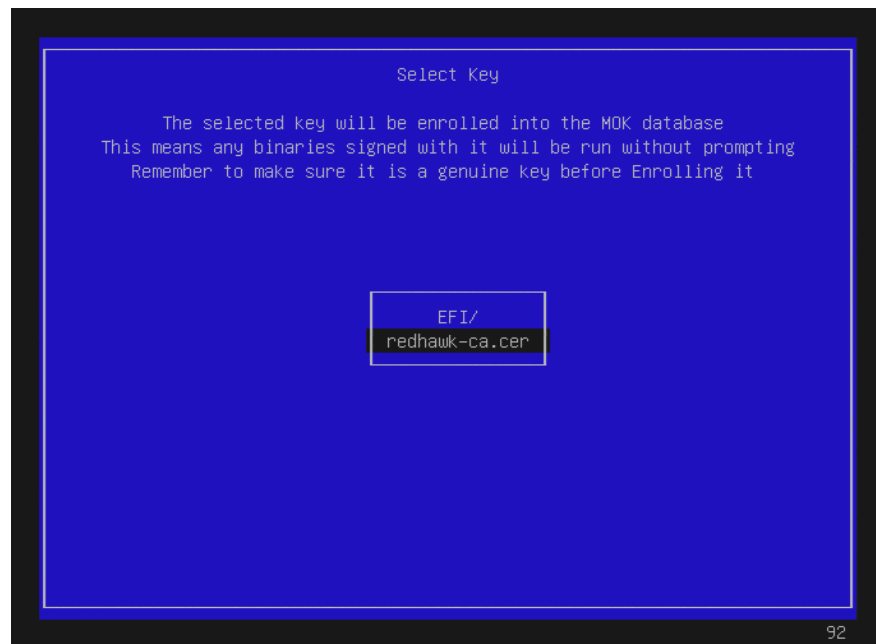 Select Key
The selected key will be enrolled into the MOK database
This means any binaries signed with it will be run without prompting
Remember to make sure it is a genuine key before Enrolling it
EFI/
redhawk-ca.cer
92